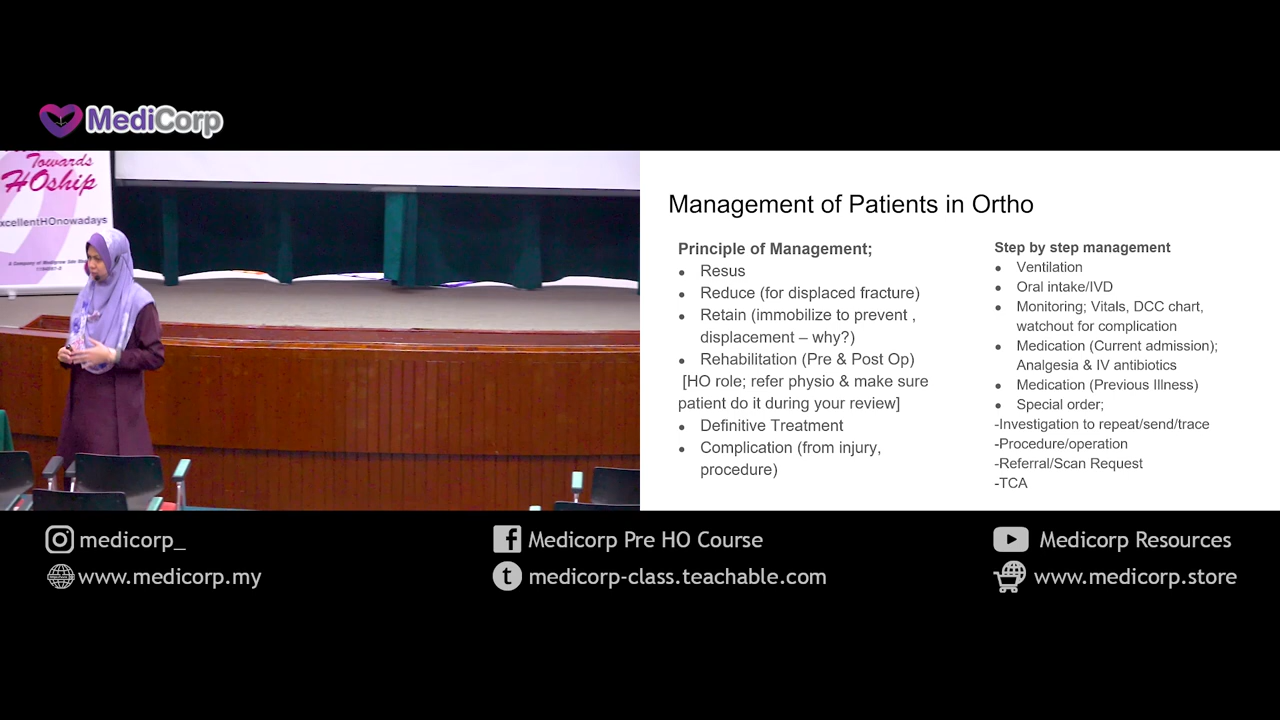 MediCorp
Towards
HOship
xcellentHOnowadays
Management of Patients in Ortho
Principle of Management;
● Resus
● Reduce (for displaced fracture)
● Retain (immobilize to prevent ,
displacement – why?)
● Rehabilitation (Pre & Post Op)
[HO role; refer physio & make sure
patient do it during your review]
● Definitive Treatment
● Complication (from injury,
procedure)
Step by step management
● Ventilation
● Oral intake/IVD
● Monitoring; Vitals, DCC chart,
watchout for complication
● Medication (Current admission);
Analgesia & IV antibiotics
● Medication (Previous Illness)
● Special order;
-Investigation to repeat/send/trace
-Procedure/operation
-Referral/Scan Request
-TCA
medicorp_
www.medicorp.my
Medicorp Pre HO Course
medicorp-class.teachable.com
Medicorp Resources
www.medicorp.store